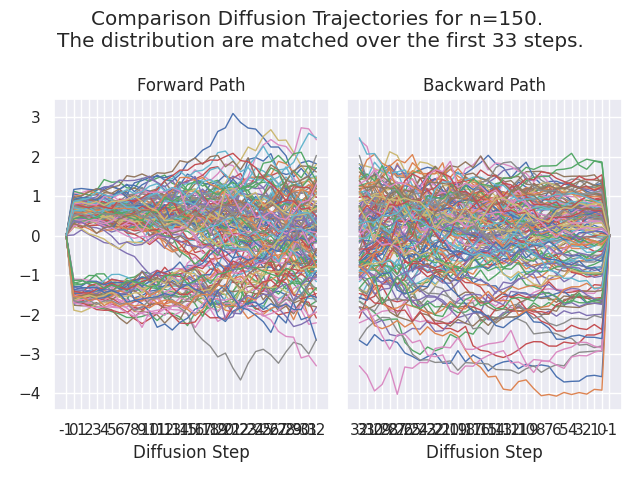 Comparison Diffusion Trajectories for n=150.
The distribution are matched over the first 33 steps.
Forward Path
Backward Path
3
2
1
0
−1
−2
−3
−4
Diffusion Step
Diffusion Step